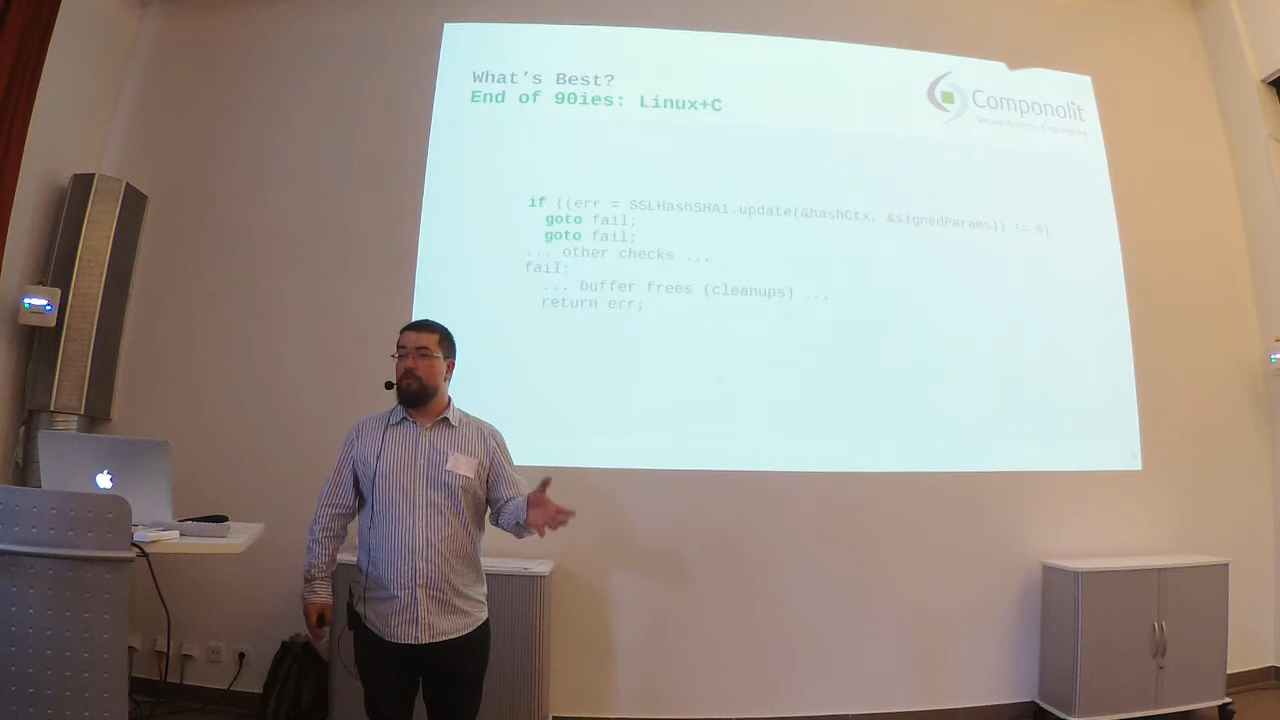 What's Best?
End of 90ies: Linux+C
Componolit
if ((err = SSLHashSHA1.update(&hashCtx, &signedParams)) != 0)
goto fail;
goto fail;
... other checks ...
fail:
... buffer frees (cleanups) ...
return err;